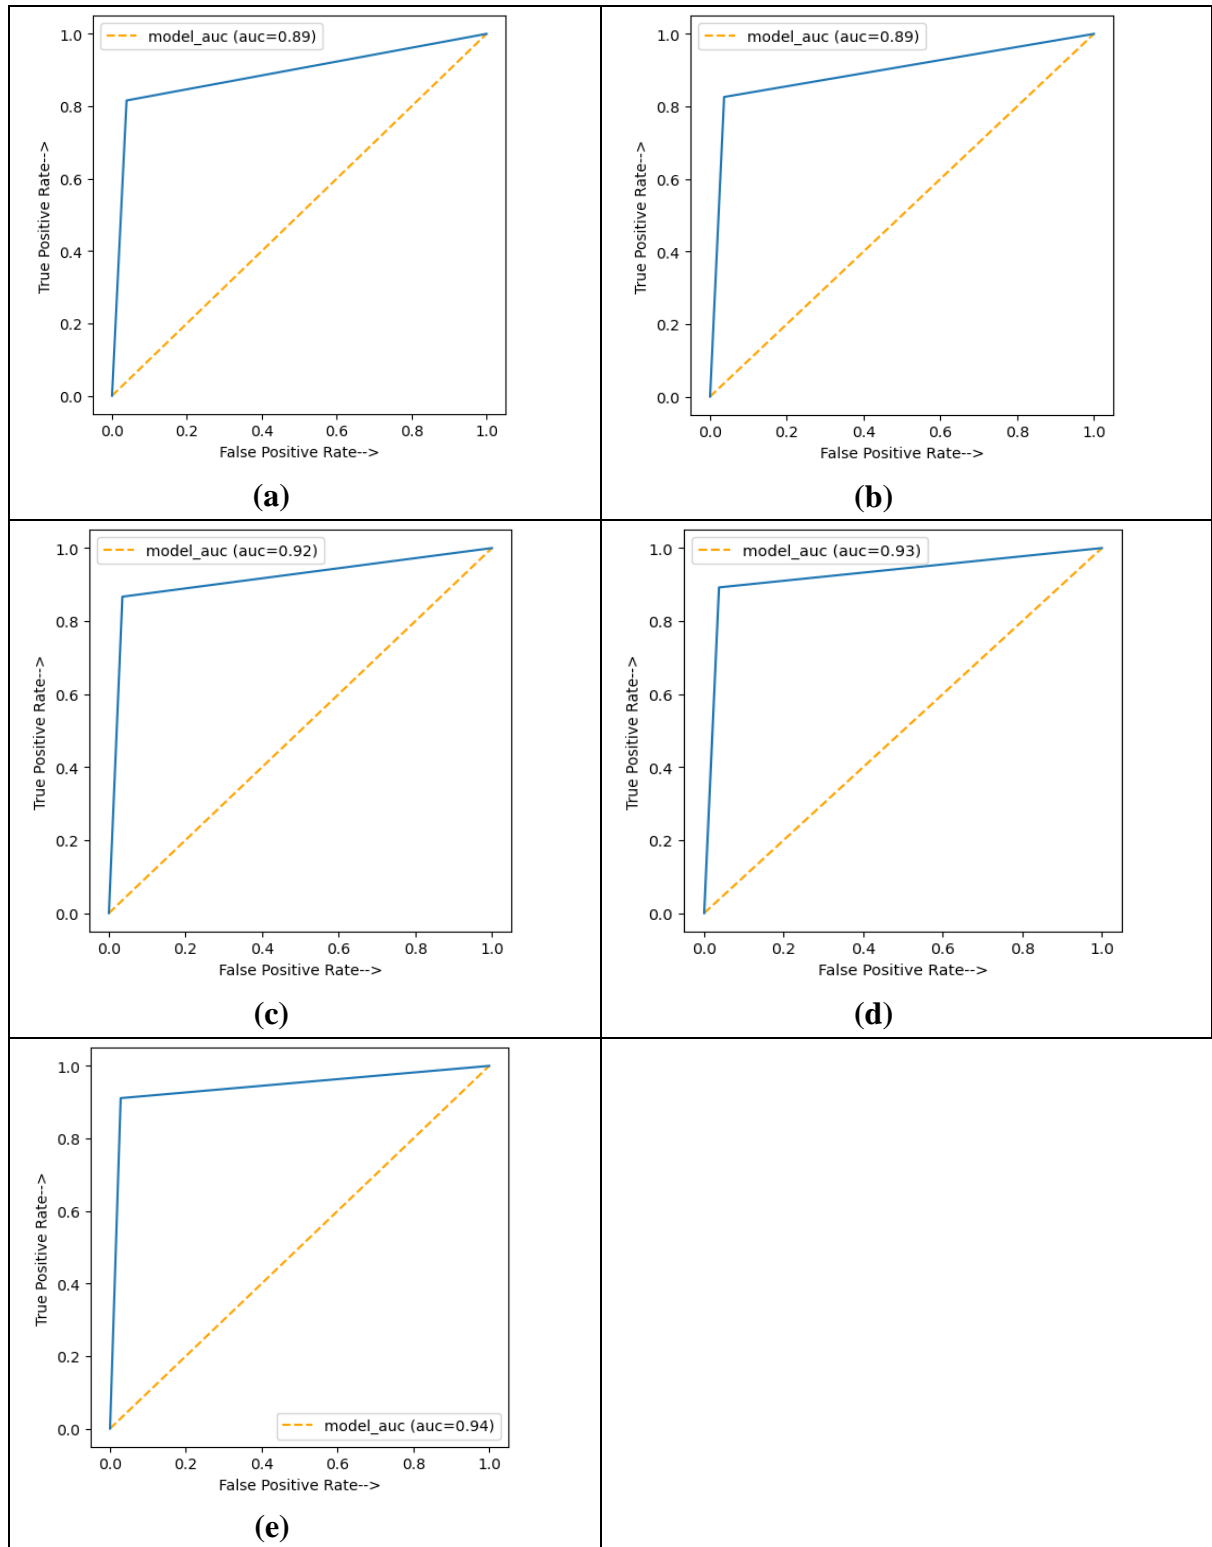 model_auc (auc=0.89)
1.0
0.8
0.6
0.4
0.2
0.0
True Positive Rate-->
0.0 0.2 0.4 0.6 0.8 1.0
False Positive Rate-->
(a)
model_auc (auc=0.89)
1.0
0.8
0.6
0.4
0.2
0.0
True Positive Rate-->
0.0 0.2 0.4 0.6 0.8 1.0
False Positive Rate-->
(b)
model_auc (auc=0.92)
1.0
0.8
0.6
0.4
0.2
0.0
True Positive Rate-->
0.0 0.2 0.4 0.6 0.8 1.0
False Positive Rate-->
(c)
model_auc (auc=0.93)
1.0
0.8
0.6
0.4
0.2
0.0
True Positive Rate-->
0.0 0.2 0.4 0.6 0.8 1.0
False Positive Rate-->
(d)
1.0
0.8
0.6
0.4
0.2
0.0
True Positive Rate-->
model_auc (auc=0.94)
0.0 0.2 0.4 0.6 0.8 1.0
False Positive Rate-->
(e)